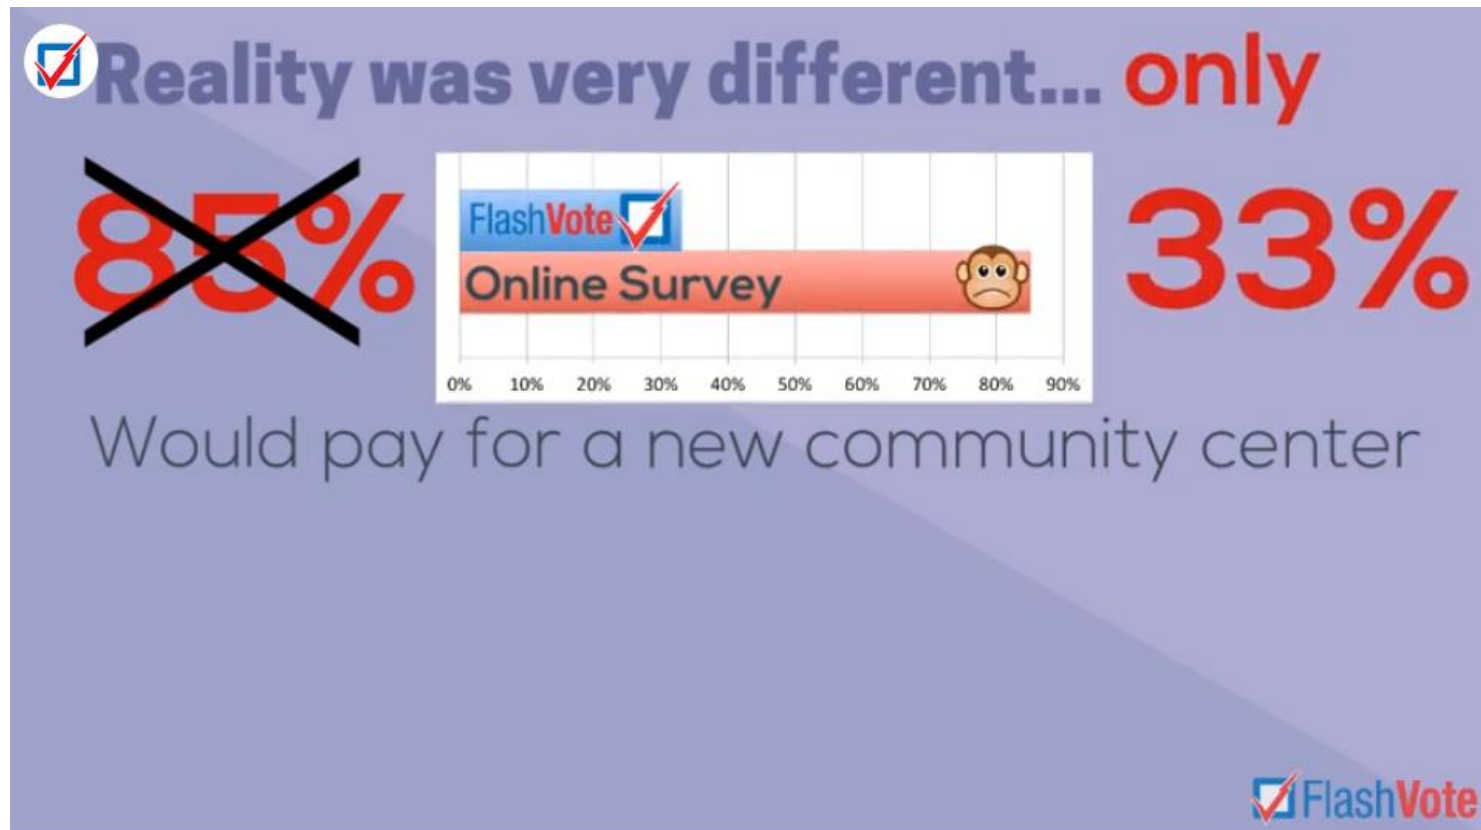 Reality was very different... only
85%
FlashVote
Online Survey
0% 10% 20% 30% 40% 50% 60% 70% 80% 90%
33%
Would pay for a new community center
FlashVote